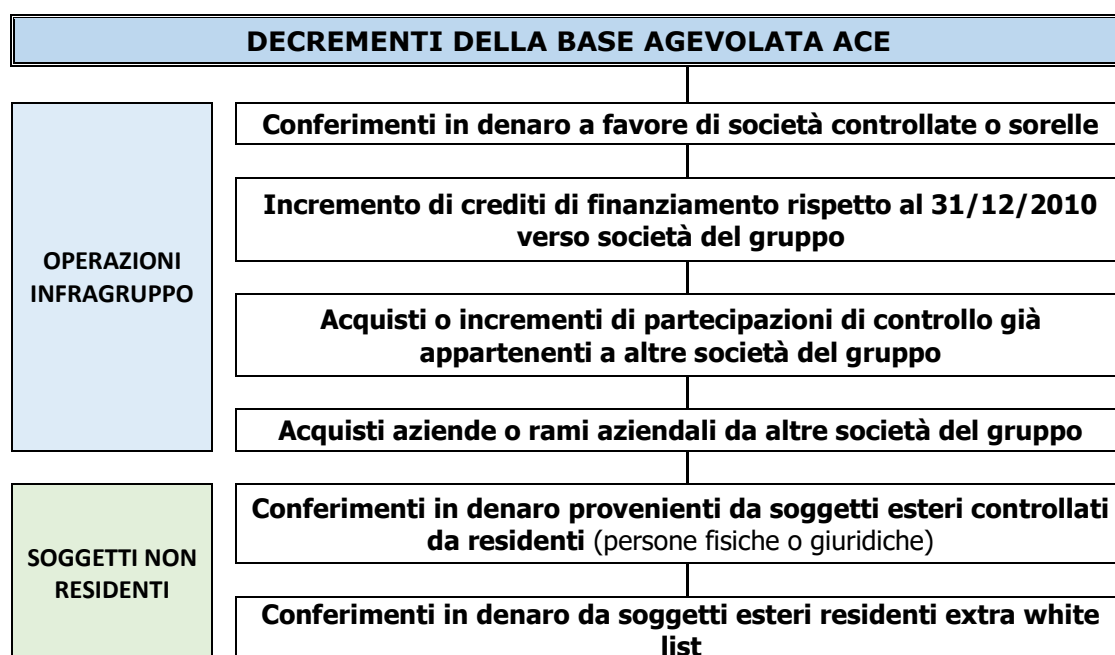 DECREMENTI DELLA BASE AGEVOLATA ACE
OPERAZIONI
INFRAGRUPPO
Conferimenti in denaro a favore di società controllate o sorelle
Incremento di crediti di finanziamento rispetto al 31/12/2010
verso società del gruppo
Acquisti o incrementi di partecipazioni di controllo già
appartenenti a altre società del gruppo
Acquisti aziende o rami aziendali da altre società del gruppo
SOGGETTI NON
RESIDENTI
Conferimenti in denaro provenienti da soggetti esteri controllati
da residenti (persone fisiche o giuridiche)
Conferimenti in denaro da soggetti esteri residenti extra white
list